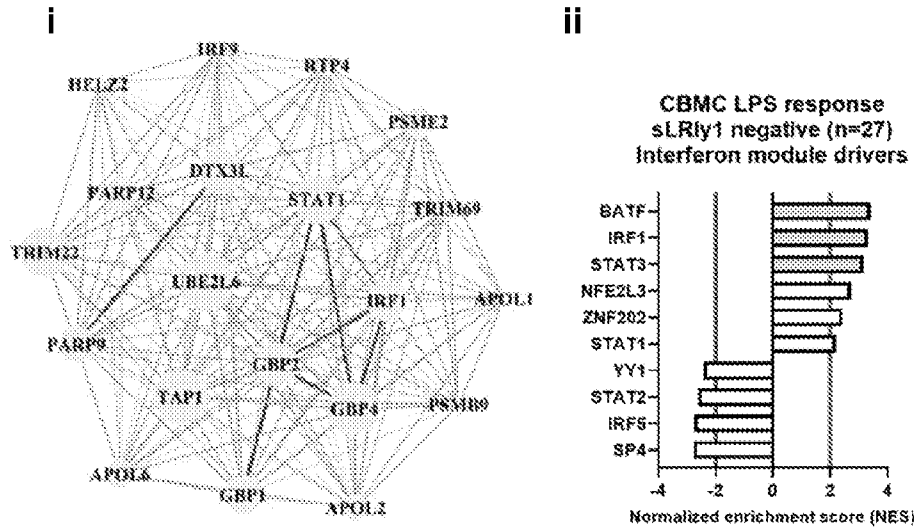 i
ii
IRF9
RTP4
HELZ2
PSME2
DTX3L
PARP12
STAT1
TRIM69
TRIM22
UBE2L6
IRF1
APOL1
PARP9
GBP2
TAP1
GBP4
PSMB9
APOL6
GBP1
APOL2
CBMC LPS response
sLRIy1 negative (n=27)
Interferon module drivers
BATF
IRF1
STAT3
NFE2L3
ZNF202
STAT1
YY1
STAT2
IRF5
SP4
-4 -2 0 2 4
Normalized enrichment score (NES)